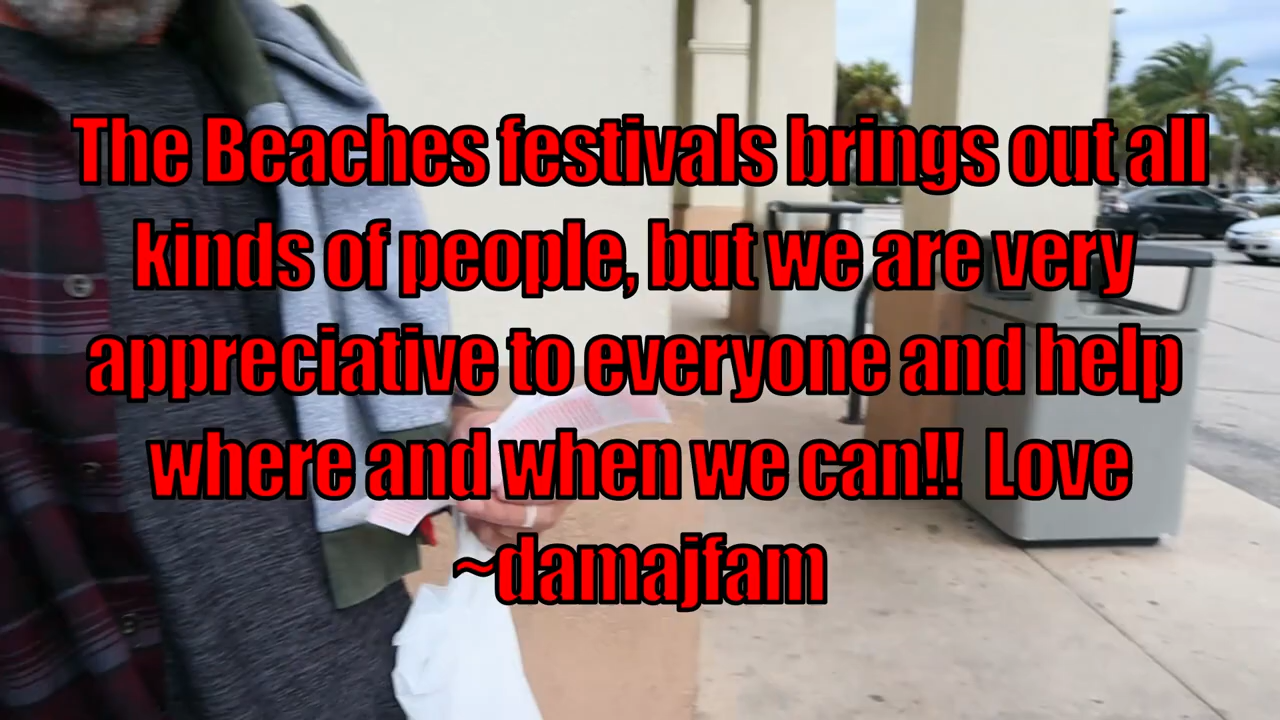 The Beaches festivals brings out all
kinds of people, but we are very
appreciative to everyone and help
where and when we can!! Love
~damajfam